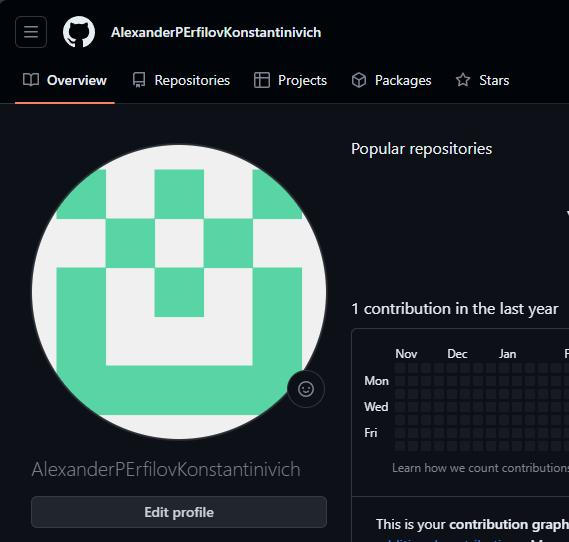 AlexanderPErfilovKonstantinivich
Overview Repositories Projects Packages Stars
Popular repositories
1 contribution in the last year
Nov Dec Jan
Mon
Wed
Fri
Learn how we count contributions
AlexanderPErfilovKonstantinivich
Edit profile
This is your contribution graph